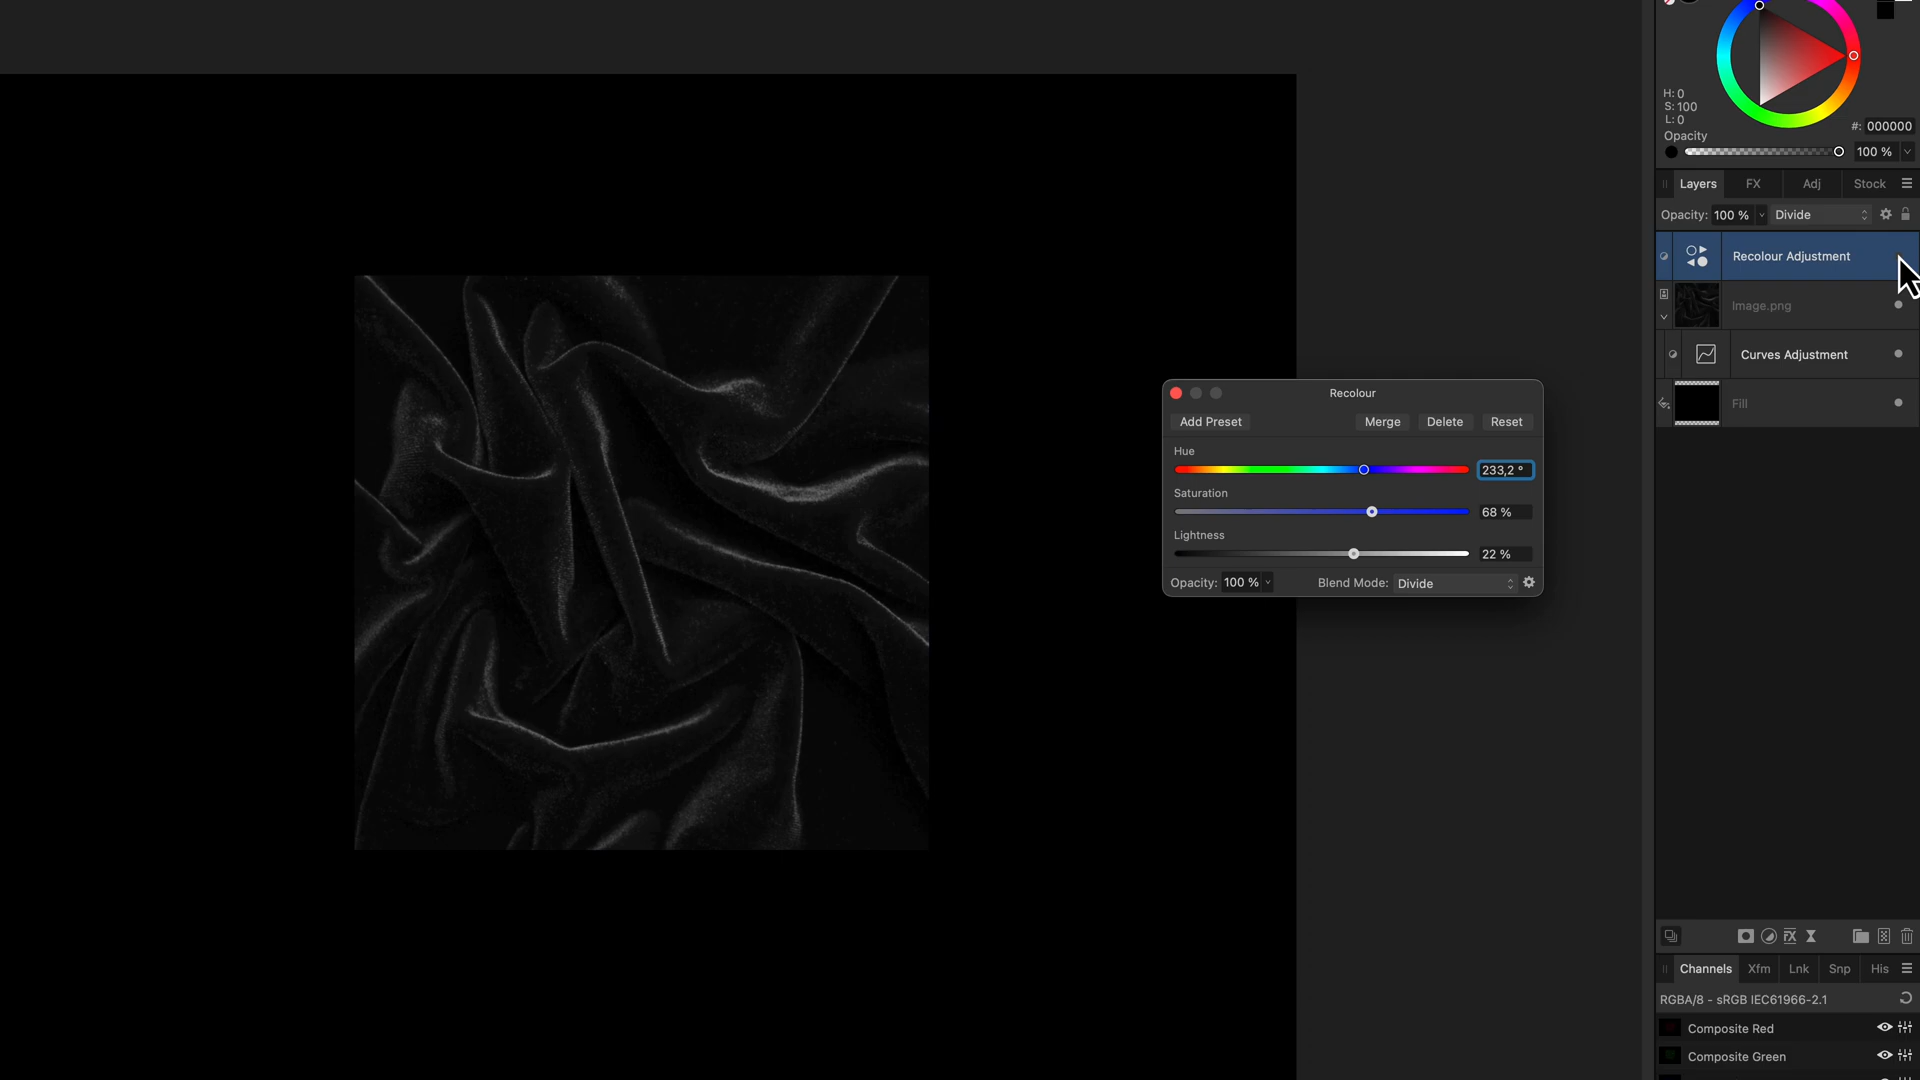 H: 0
S: 100
L: 0
#: 000000
Opacity
100 %
Layers FX Adj Stock
Opacity: 100 % Divide
Recolour Adjustment
Image.png
Curves Adjustment
Fill
Recolour
Add Preset Merge Delete Reset
Hue
233,2 °
Saturation
68 %
Lightness
22 %
Opacity: 100 % Blend Mode: Divide
Channels Xfm Lnk Snp His
RGBA/8 - sRGB IEC61966-2.1
Composite Red
Composite Green